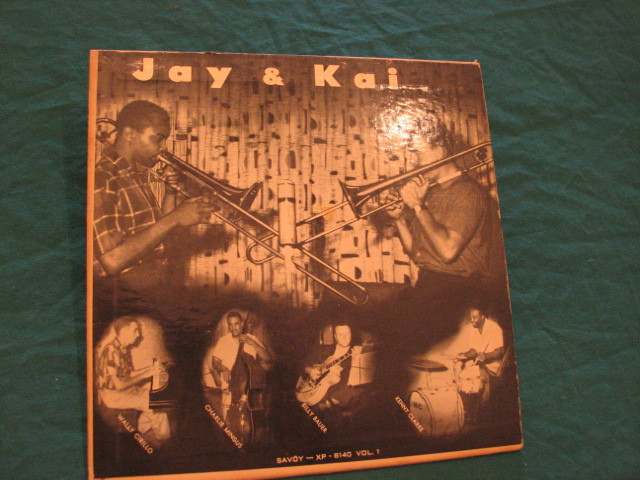 Jay & Kai
WALLY CIRILLO
CHARLIE MINGUS
BILLY BAUER
KENNY CLARKE
SAVOY — XP - 8140 VOL. 1